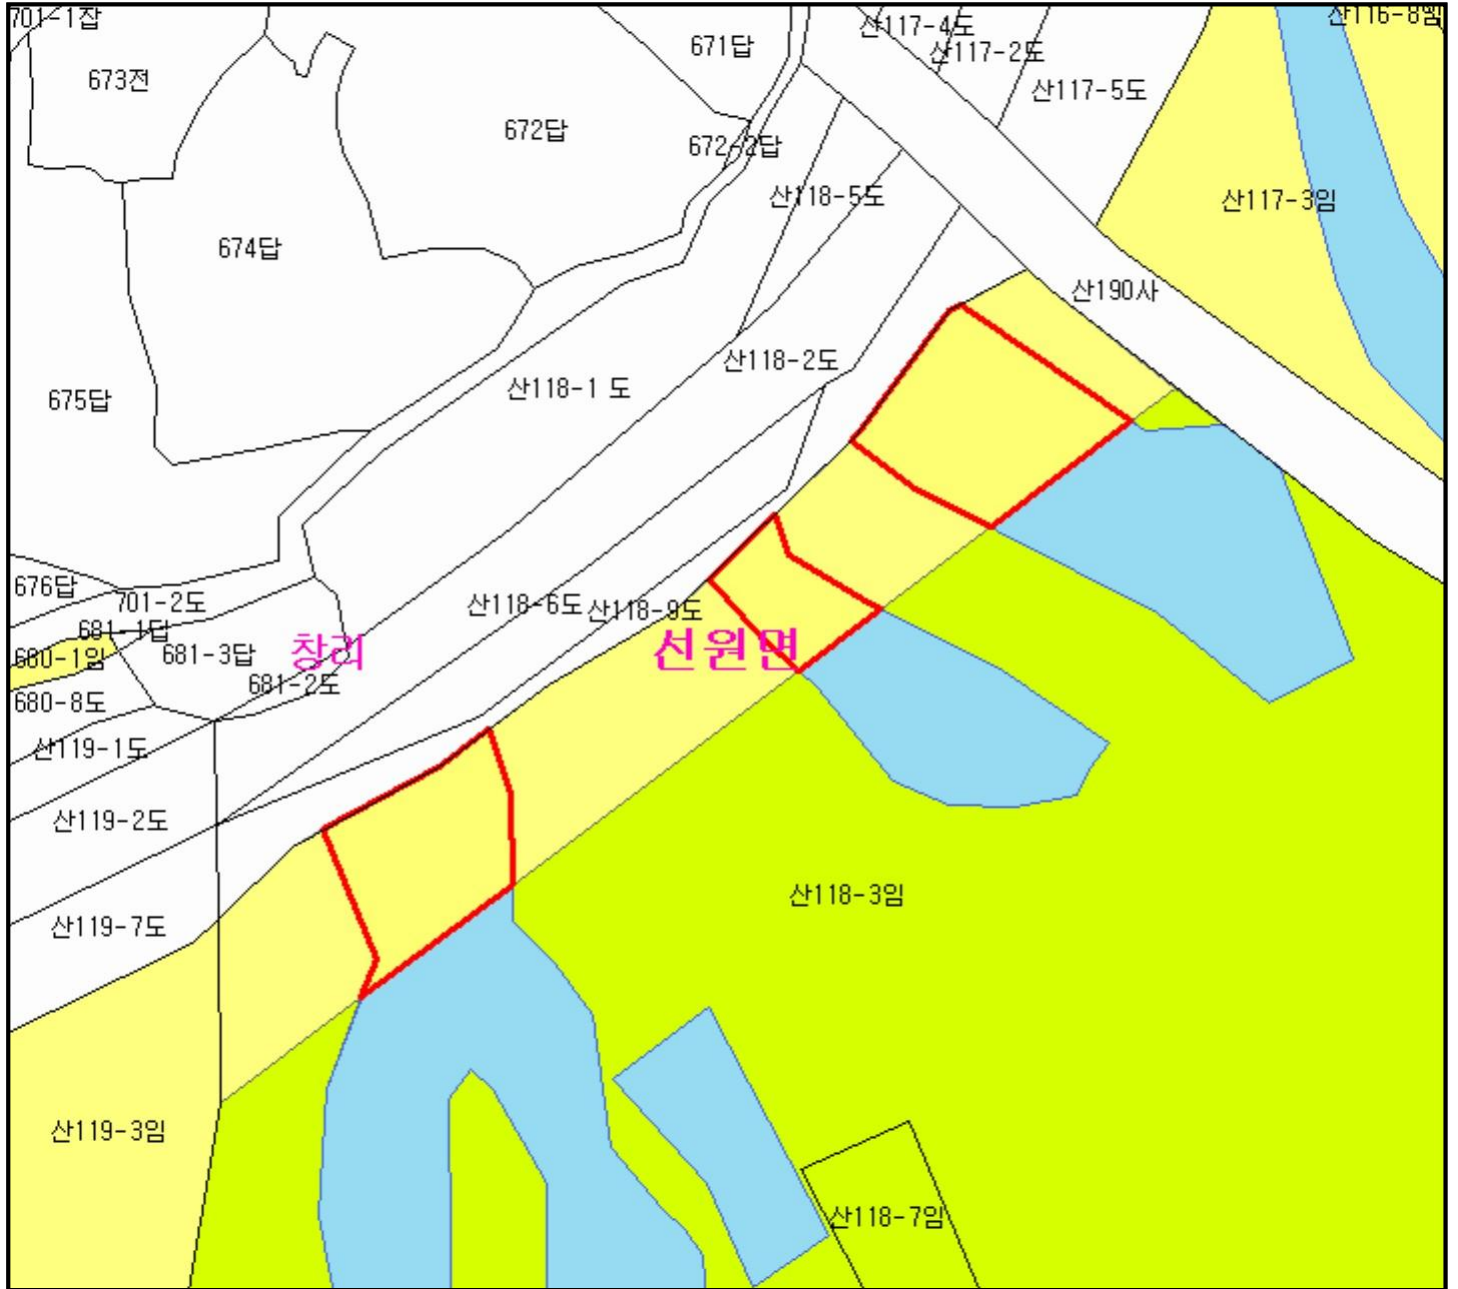 701-1잡
산117-4도
산116-8임
671답
산117-2도
673전
산117-5도
672답
672-2답
산118-5도
산117-3임
674답
산190사
산118-2도
산118-1 도
675답
676답
701-2도
산118-6도
산118-9도
681-1답
680-1임
681-3답
창리
선원면
681-2도
680-8도
산119-1도
산119-2도
산118-3임
산119-7도
산119-3임
산118-7임